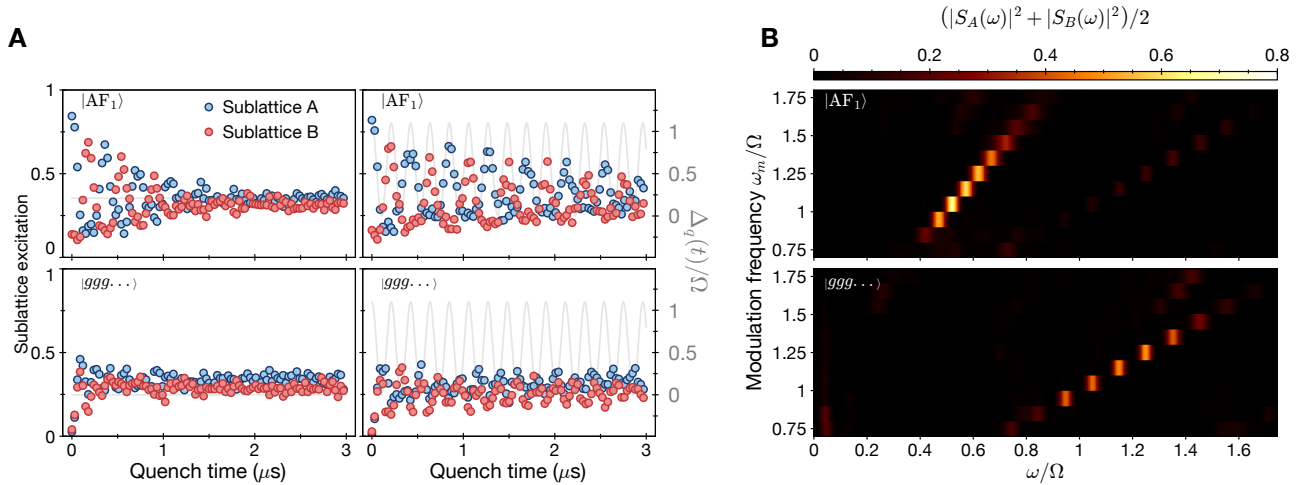 A
|AF₁⟩
Sublattice A
Sublattice B
|AF₁⟩
1
0.5
0
1
0.5
0
Sublattice excitation
Δq(t)/Ω
|ggg···⟩
|ggg···⟩
1
0.5
0
1
0.5
0
0 1 2 3
0 1 2 3
Quench time (μs)
Quench time (μs)
B
(|S_A(ω)|² + |S_B(ω)|²)/2
0 0.2 0.4 0.6 0.8
|AF₁⟩
1.75
1.5
1.25
1
0.75
Modulation frequency ωₘ/Ω
|ggg···⟩
1.75
1.5
1.25
1
0.75
0 0.2 0.4 0.6 0.8 1 1.2 1.4 1.6
ω/Ω